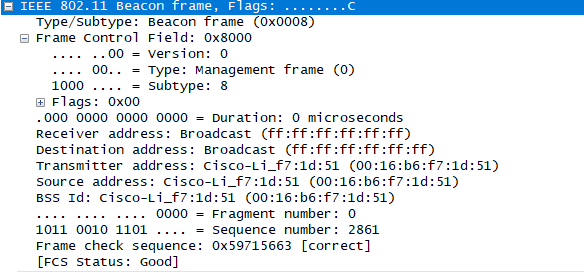 IEEE 802.11 Beacon frame, Flags: ........C
Type/Subtype: Beacon frame (0x0008)
Frame Control Field: 0x8000
.... ..00 = Version: 0
.... 00.. = Type: Management frame (0)
1000 .... = Subtype: 8
Flags: 0x00
.000 0000 0000 0000 = Duration: 0 microseconds
Receiver address: Broadcast (ff:ff:ff:ff:ff:ff)
Destination address: Broadcast (ff:ff:ff:ff:ff:ff)
Transmitter address: Cisco-Li_f7:1d:51 (00:16:b6:f7:1d:51)
Source address: Cisco-Li_f7:1d:51 (00:16:b6:f7:1d:51)
BSS Id: Cisco-Li_f7:1d:51 (00:16:b6:f7:1d:51)
.... .... .... 0000 = Fragment number: 0
1011 0010 1101 .... = Sequence number: 2861
Frame check sequence: 0x59715663 [correct]
[FCS Status: Good]